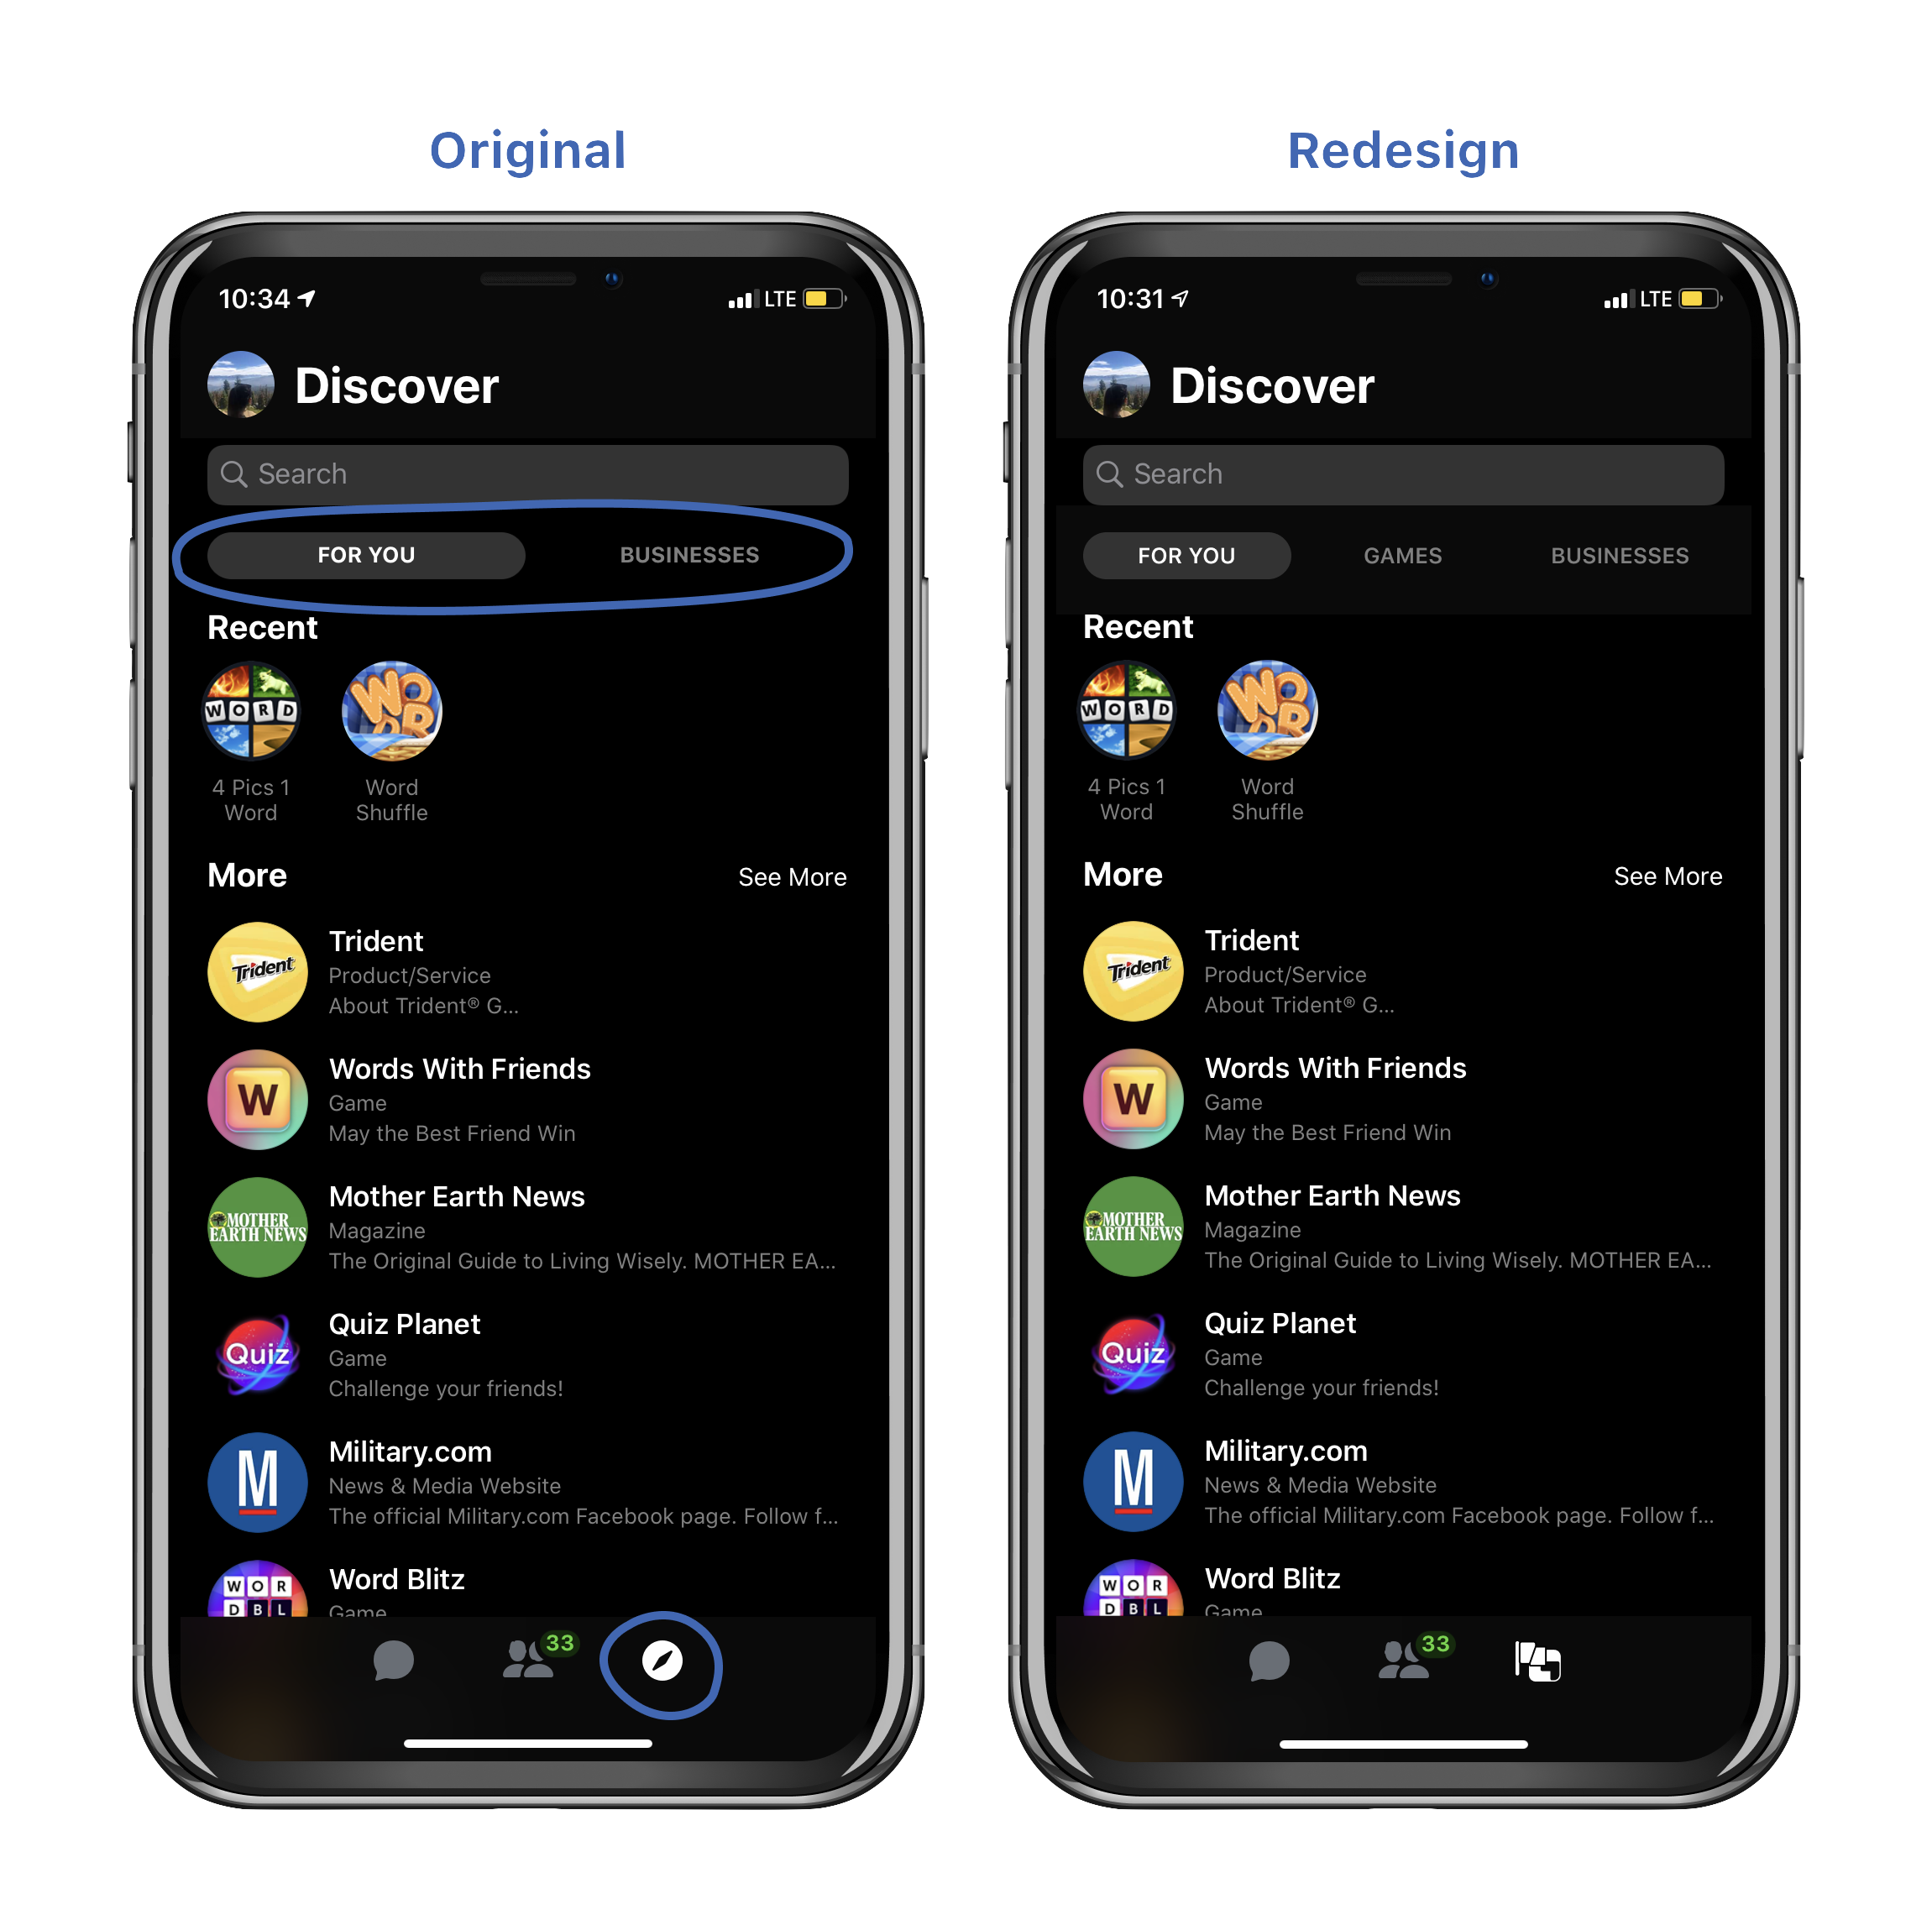 Original
10:34
LTE
Discover
Search
FOR YOU
BUSINESSES
Recent
WORD
WORD
4 Pics 1
Word
Word
Shuffle
More
See More
Trident
Trident
Product/Service
About Trident® G...
W
Words With Friends
Game
May the Best Friend Win
MOTHER
EARTH NEWS
Mother Earth News
Magazine
The Original Guide to Living Wisely. MOTHER EA...
Quiz
Quiz Planet
Game
Challenge your friends!
M
Military.com
News & Media Website
The official Military.com Facebook page. Follow f...
WOR
DBL
Word Blitz
Game
33
Redesign
10:31
LTE
Discover
Search
FOR YOU
GAMES
BUSINESSES
Recent
WORD
WORD
4 Pics 1
Word
Word
Shuffle
More
See More
Trident
Trident
Product/Service
About Trident® G...
W
Words With Friends
Game
May the Best Friend Win
MOTHER
EARTH NEWS
Mother Earth News
Magazine
The Original Guide to Living Wisely. MOTHER EA...
Quiz
Quiz Planet
Game
Challenge your friends!
M
Military.com
News & Media Website
The official Military.com Facebook page. Follow f...
WOR
DBL
Word Blitz
Game
33